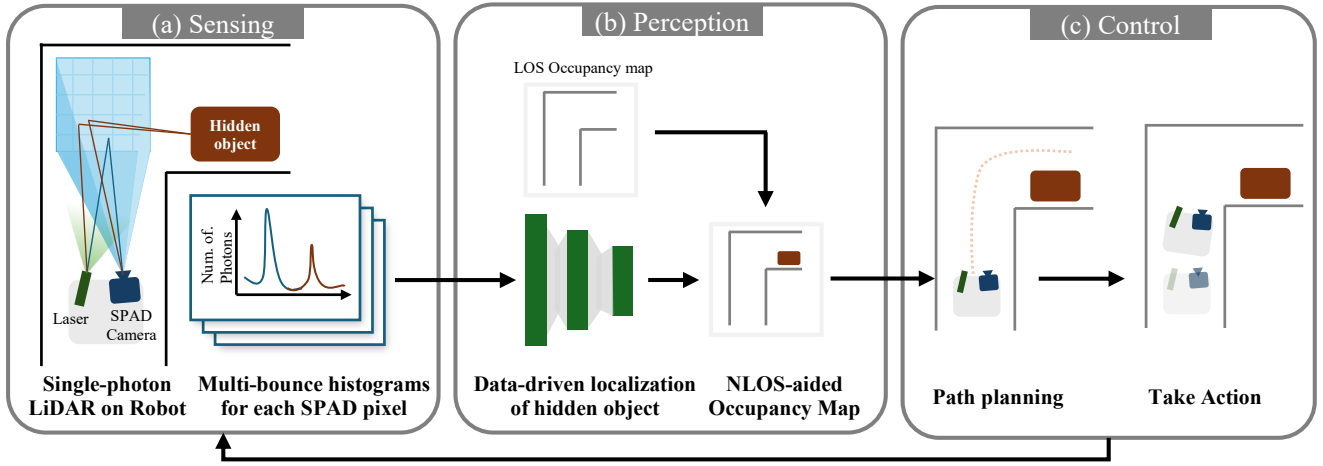 (a) Sensing
Hidden
object
Num. of.
Photons
Laser
SPAD
Camera
Single-photon
LiDAR on Robot
Multi-bounce histograms
for each SPAD pixel
(b) Perception
LOS Occupancy map
Data-driven localization
of hidden object
NLOS-aided
Occupancy Map
(c) Control
Path planning
Take Action